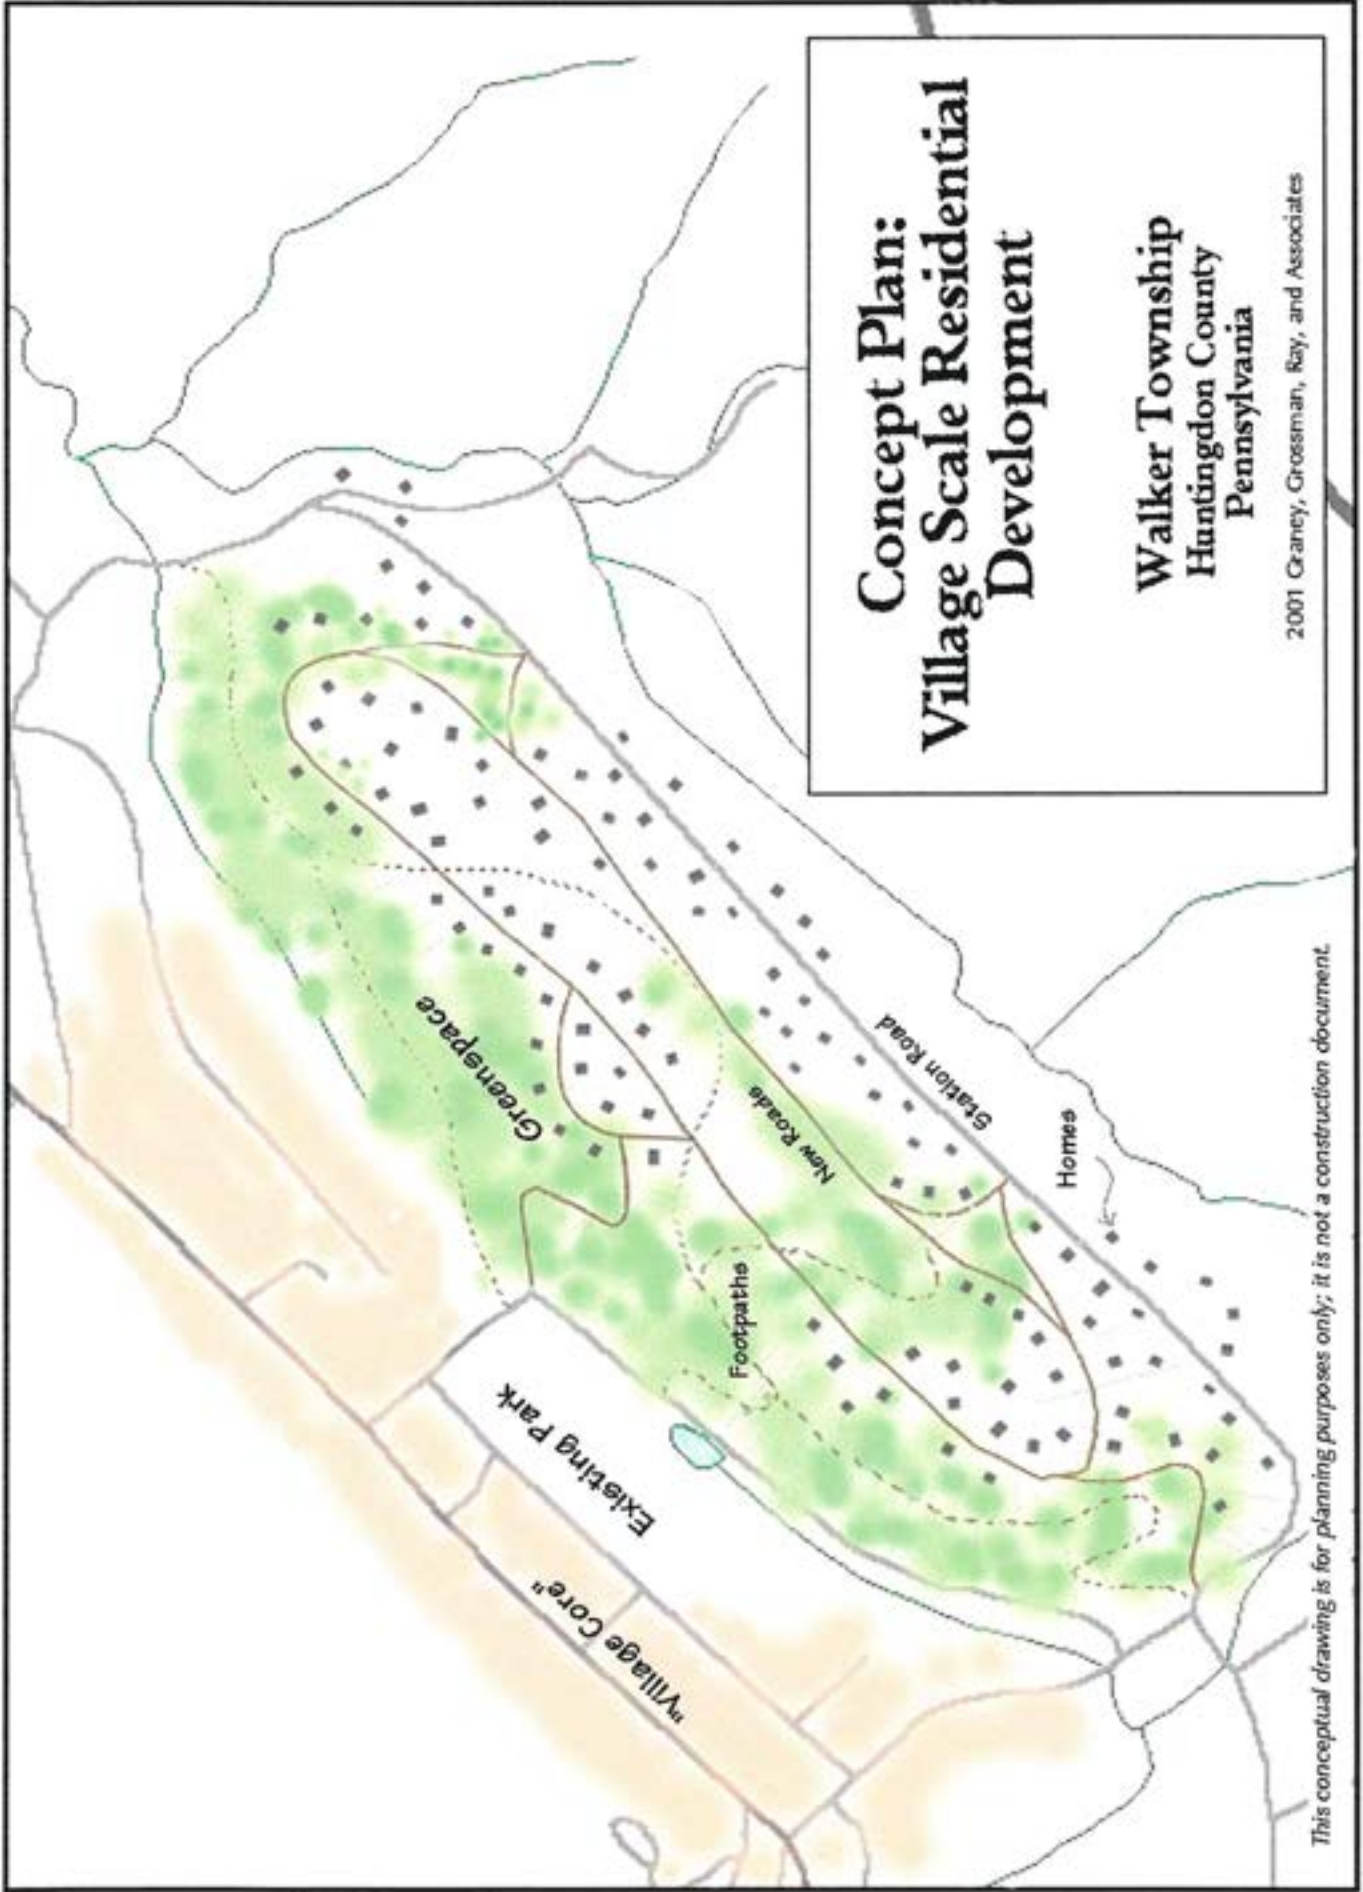 Concept Plan:
Village Scale Residential
Development
Walker Township
Huntingdon County
Pennsylvania
2001 Graney, Grossman, Ray, and Associates
Greenspace
New Roads
Station Road
Homes
Footpaths
Existing Park
"Village Core"
This conceptual drawing is for planning purposes only; it is not a construction document.